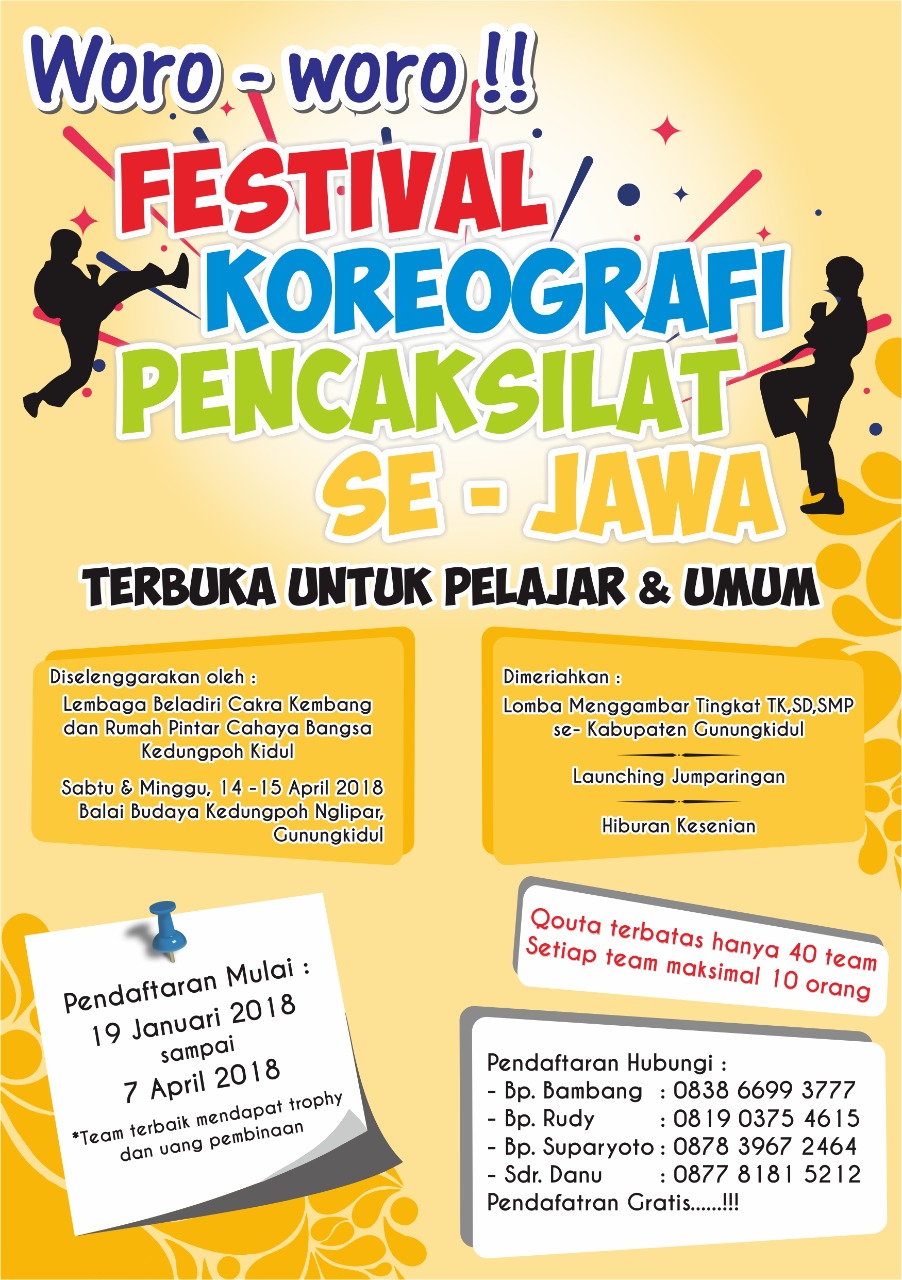 Woro - woro !!
FESTIVAL
KOREOGRAFI
PENCAKSILAT
SE - JAWA
TERBUKA UNTUK PELAJAR & UMUM
Diselenggarakan oleh :
Lembaga Beladiri Cakra Kembang
dan Rumah Pintar Cahaya Bangsa
Kedungpoh Kidul
Sabtu & Minggu, 14 -15 April 2018
Balai Budaya Kedungpoh Nglipar,
Gunungkidul
Dimeriahkan :
Lomba Menggambar Tingkat TK,SD,SMP
se- Kabupaten Gunungkidul
Launching Jumparingan
Hiburan Kesenian
Pendaftaran Mulai :
19 Januari 2018
sampai
7 April 2018
*Team terbaik mendapat trophy
dan uang pembinaan
Qouta terbatas hanya 40 team
Setiap team maksimal 10 orang
Pendaftaran Hubungi :
- Bp. Bambang : 0838 6699 3777
- Bp. Rudy : 0819 0375 4615
- Bp. Suparyoto : 0878 3967 2464
- Sdr. Danu : 0877 8181 5212
Pendafatran Gratis......!!!